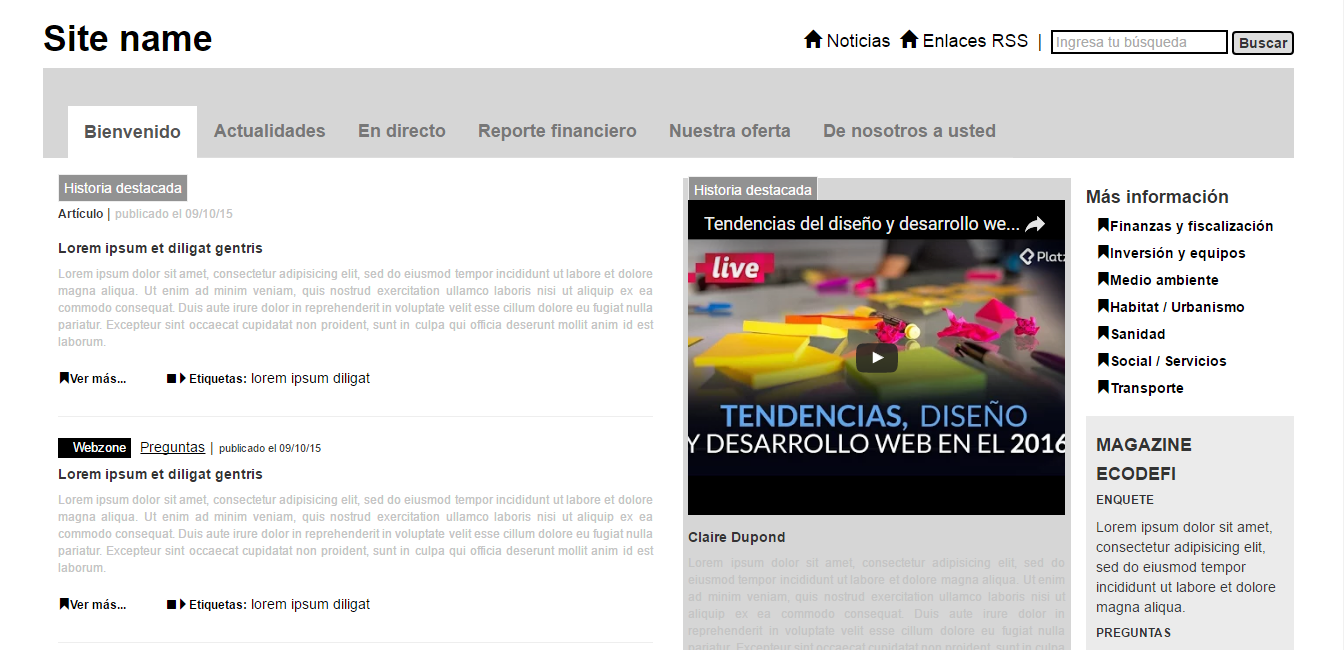 Site name
Noticias Enlaces RSS | Ingresa tu búsqueda Buscar
Bienvenido Actualidades En directo Reporte financiero Nuestra oferta De nosotros a usted
Historia destacada
Artículo | publicado el 09/10/15
Lorem ipsum et diligat gentris
Lorem ipsum dolor sit amet, consectetur adipisicing elit, sed do eiusmod tempor incididunt ut labore et dolore
magna aliqua. Ut enim ad minim veniam, quis nostrud exercitation ullamco laboris nisi ut aliquip ex ea
commodo consequat. Duis aute irure dolor in reprehenderit in voluptate velit esse cillum dolore eu fugiat nulla
pariatur. Excepteur sint occaecat cupidatat non proident, sunt in culpa qui officia deserunt mollit anim id est
laborum.
Ver más... Etiquetas: lorem ipsum diligat
Webzone Preguntas | publicado el 09/10/15
Lorem ipsum et diligat gentris
Lorem ipsum dolor sit amet, consectetur adipisicing elit, sed do eiusmod tempor incididunt ut labore et dolore
magna aliqua. Ut enim ad minim veniam, quis nostrud exercitation ullamco laboris nisi ut aliquip ex ea
commodo consequat. Duis aute irure dolor in reprehenderit in voluptate velit esse cillum dolore eu fugiat nulla
pariatur. Excepteur sint occaecat cupidatat non proident, sunt in culpa qui officia deserunt mollit anim id est
laborum.
Ver más... Etiquetas: lorem ipsum diligat
Historia destacada
Tendencias del diseño y desarrollo we...
live
Platz
TENDENCIAS, DISEÑO
Y DESARROLLO WEB EN EL 2016
Claire Dupond
Lorem ipsum dolor sit amet, consectetur adipisicing elit, sed do
eiusmod tempor incididunt ut labore et dolore magna aliqua. Ut enim
ad minim veniam, quis nostrud exercitation ullamco laboris nisi ut
aliquip ex ea commodo consequat. Duis aute irure dolor in
reprehenderit in voluptate velit esse cillum dolore eu fugiat nulla
pariatur. Excepteur sint occaecat cupidatat non proident, sunt in culpa
Más información
Finanzas y fiscalización
Inversión y equipos
Medio ambiente
Habitat / Urbanismo
Sanidad
Social / Servicios
Transporte
MAGAZINE
ECODEFI
ENQUETE
Lorem ipsum dolor sit amet,
consectetur adipisicing elit,
sed do eiusmod tempor
incididunt ut labore et dolore
magna aliqua.
PREGUNTAS